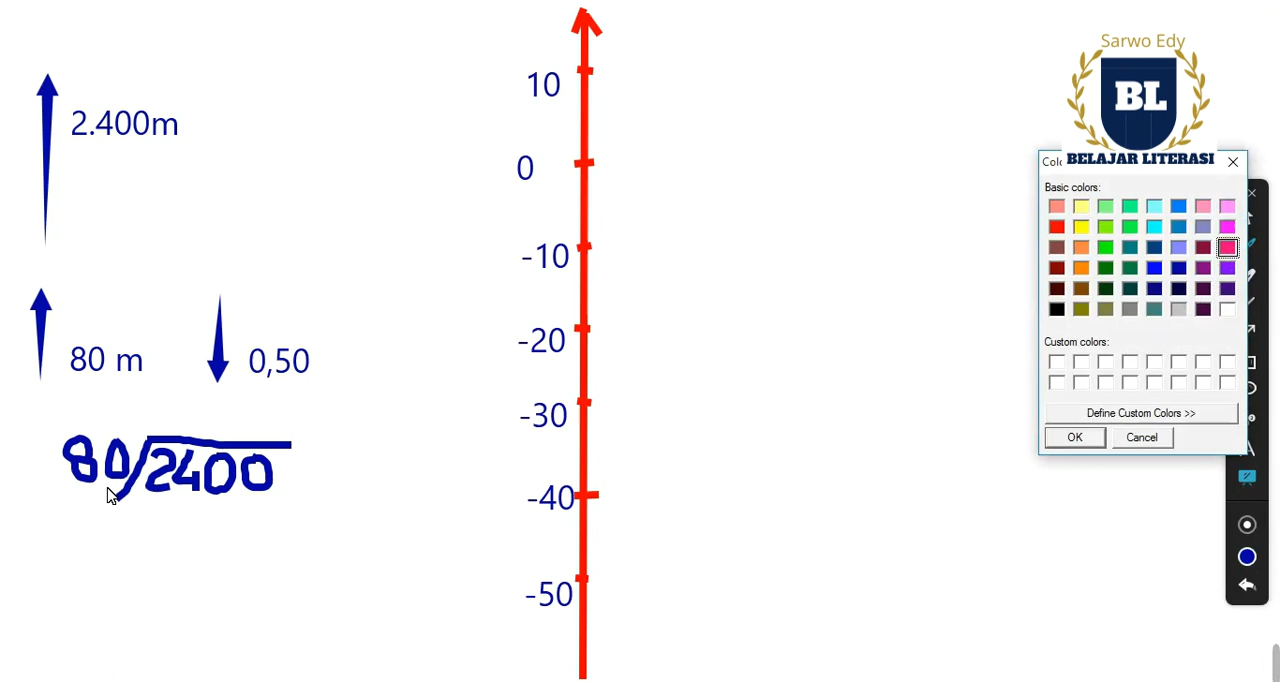 Sarwo Edy
BL
BELAJAR LITERASI
2.400m
80 m
0,50
80/2400
10
0
-10
-20
-30
-40
-50
Colo
Basic colors:
Custom colors:
Define Custom Colors >>
OK
Cancel
A